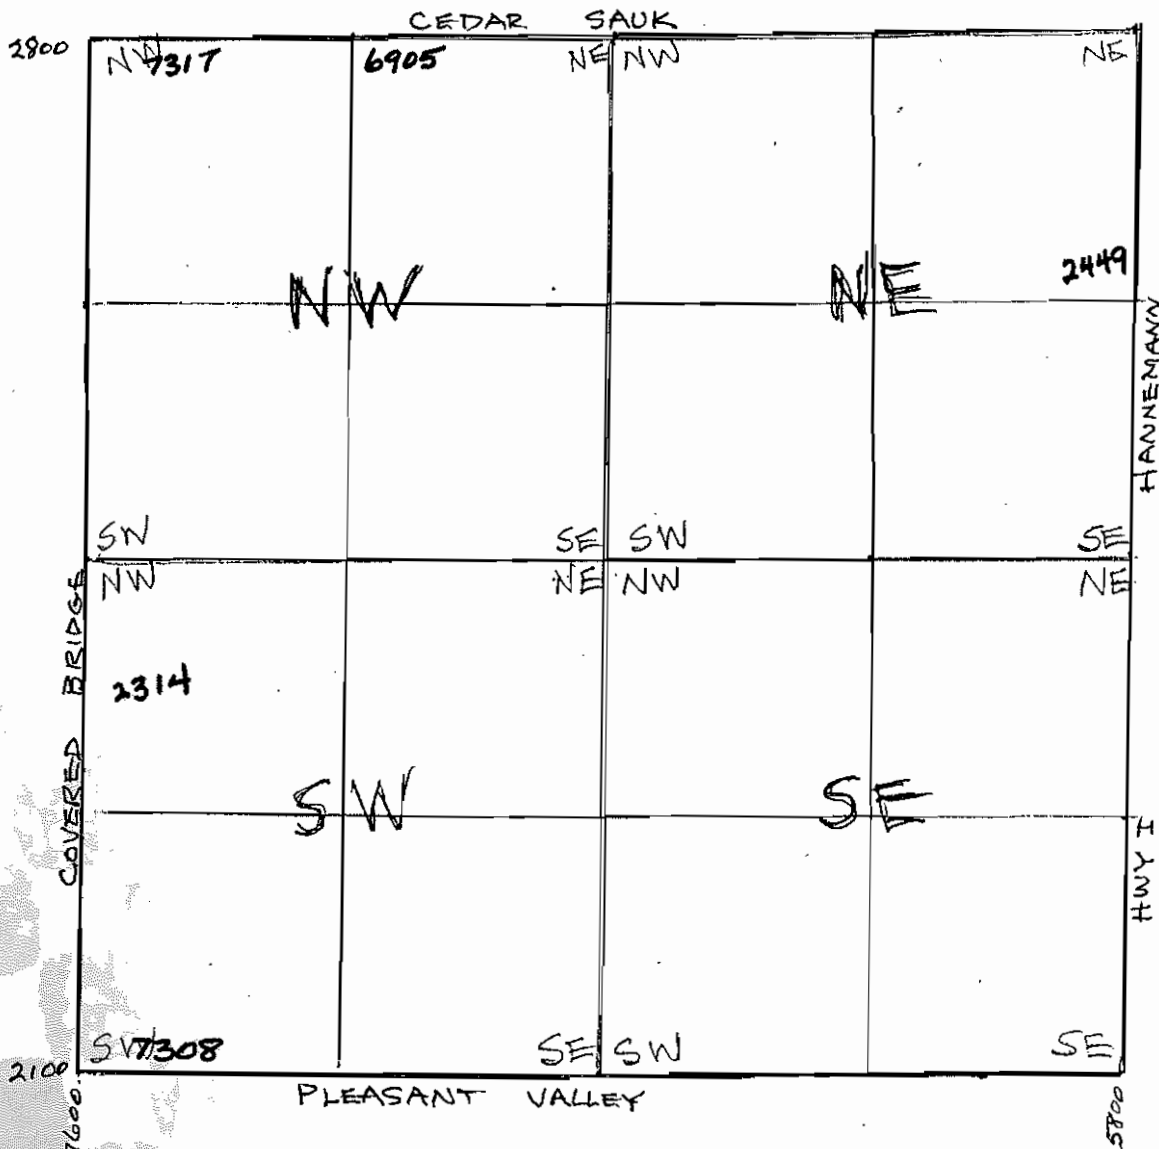 CEDAR SAUK
2800
NW 7317 6905 NE NW NE
2449
NW NE
HANNEMANN
SW SE SW SE
NW NE NW NE
COVERED BRIDGE
2314
SW SE
HWY I
SW 7308 SE SW SE
2100
PLEASANT VALLEY
7600 5800